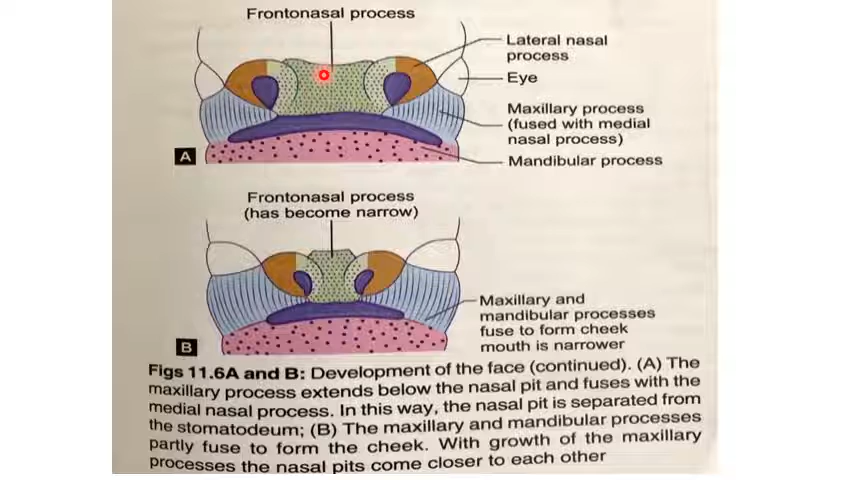 Frontonasal process
Lateral nasal
process
Eye
Maxillary process
(fused with medial
nasal process)
Mandibular process
A
Frontonasal process
(has become narrow)
Maxillary and
mandibular processes
fuse to form cheek
mouth is narrower
B
Figs 11.6A and B: Development of the face (continued). (A) The
maxillary process extends below the nasal pit and fuses with the
medial nasal process. In this way, the nasal pit is separated from
the stomatodeum; (B) The maxillary and mandibular processes
partly fuse to form the cheek. With growth of the maxillary
processes the nasal pits come closer to each other